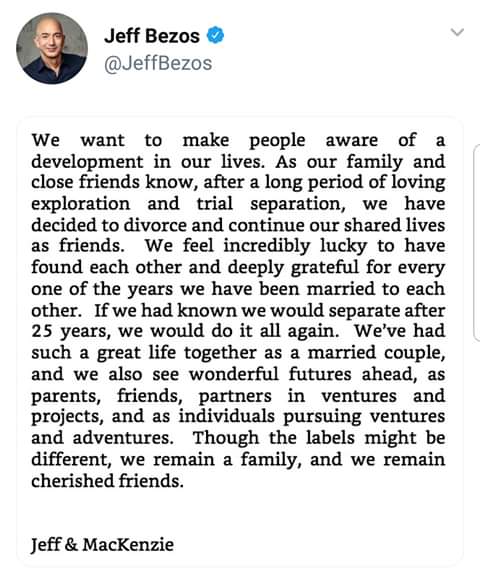 Jeff Bezos
@JeffBezos
We want to make people aware of a
development in our lives. As our family and
close friends know, after a long period of loving
exploration and trial separation, we have
decided to divorce and continue our shared lives
as friends. We feel incredibly lucky to have
found each other and deeply grateful for every
one of the years we have been married to each
other. If we had known we would separate after
25 years, we would do it all again. We've had
such a great life together as a married couple,
and we also see wonderful futures ahead, as
parents, friends, partners in ventures and
projects, and as individuals pursuing ventures
and adventures. Though the labels might be
different, we remain a family, and we remain
cherished friends.
Jeff & MacKenzie